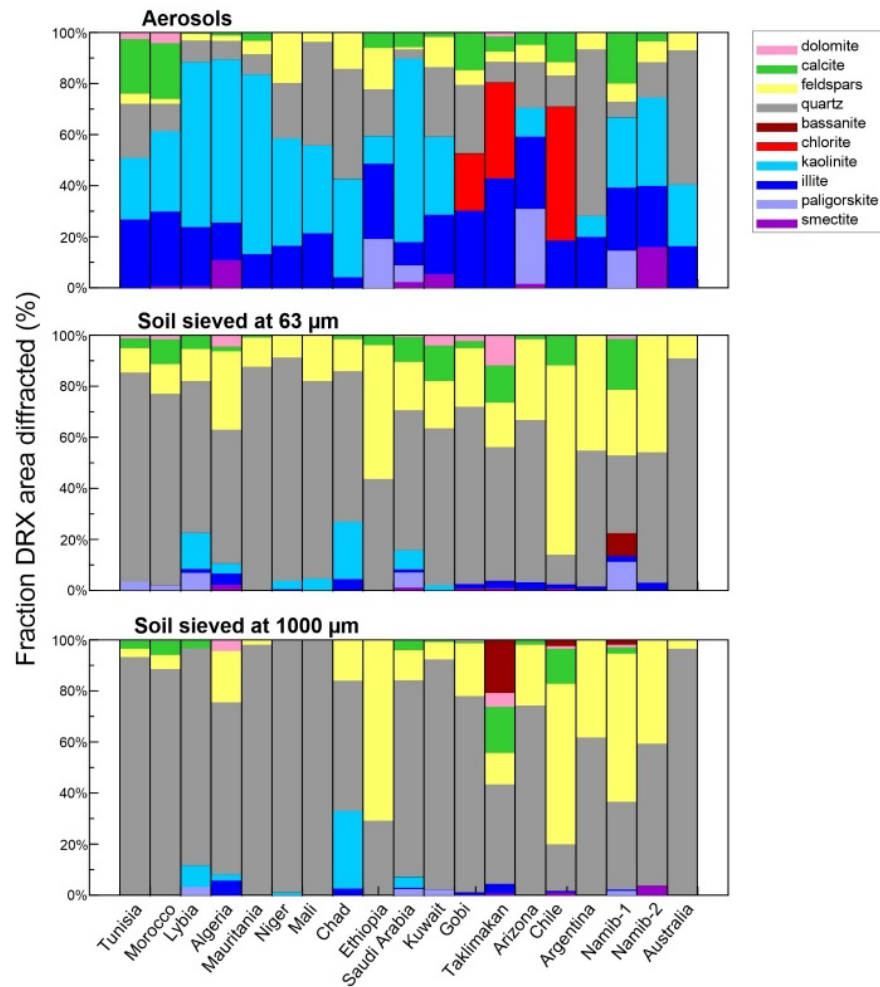 Aerosols
100%
80%
60%
40%
20%
0%
dolomite
calcite
feldspars
quartz
bassanite
chlorite
kaolinite
illite
paligorskite
smectite
Fraction DRX area diffracted (%)
Soil sieved at 63 µm
100%
80%
60%
40%
20%
0%
Soil sieved at 1000 µm
100%
80%
60%
40%
20%
0%
Tunisia
Morocco
Lybia
Algeria
Mauritania
Niger
Mali
Chad
Ethiopia
Saudi Arabia
Kuwait
Gobi
Taklimakan
Arizona
Chile
Argentina
Namib-1
Namib-2
Australia